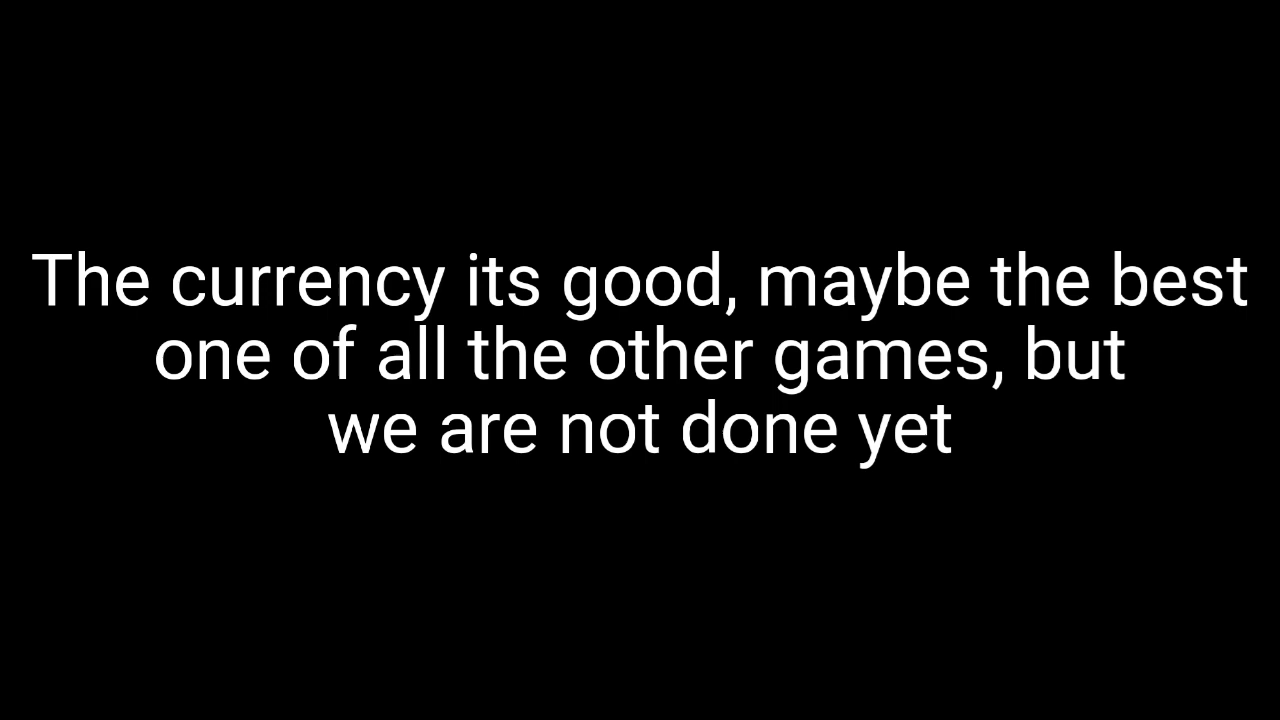 The currency its good, maybe the best
one of all the other games, but
we are not done yet